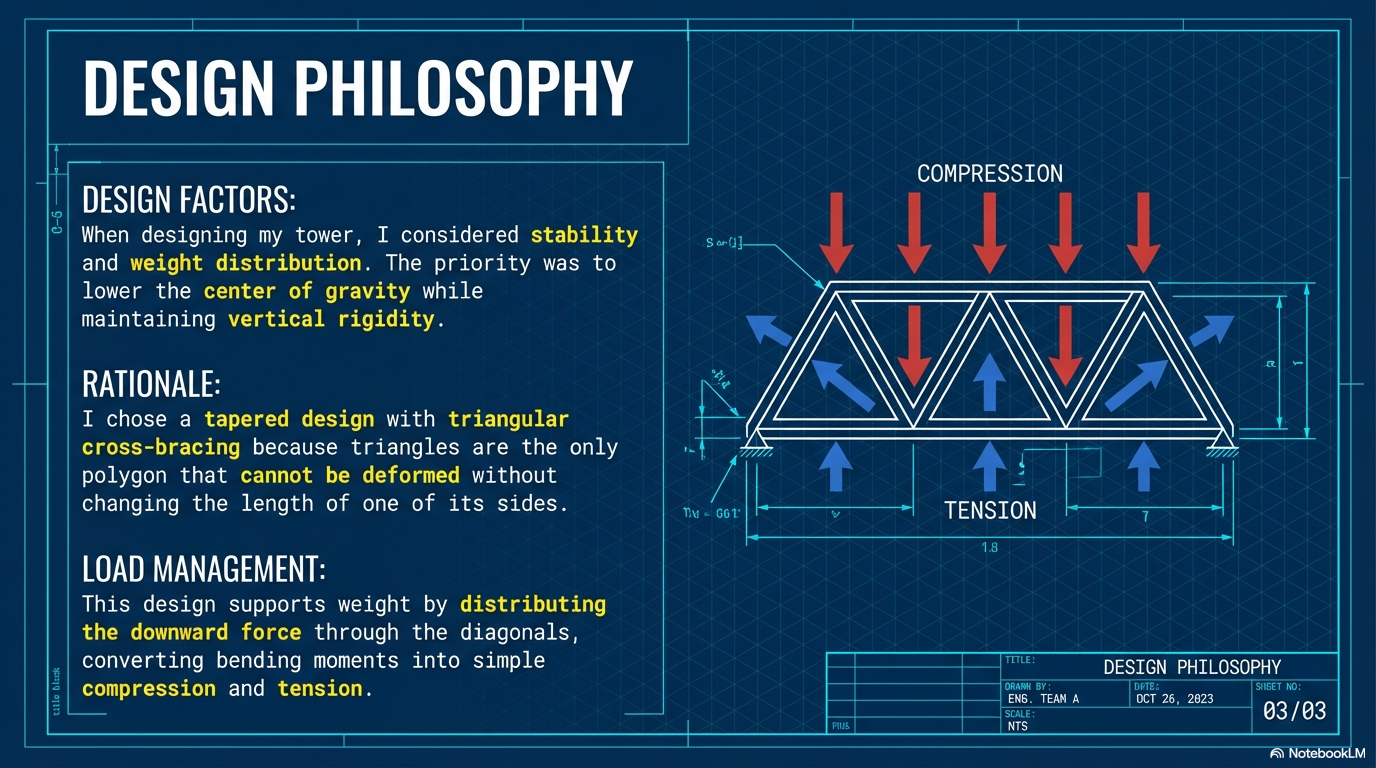 DESIGN PHILOSOPHY
DESIGN FACTORS:
When designing my tower, I considered stability
and weight distribution. The priority was to
lower the center of gravity while
maintaining vertical rigidity.
RATIONALE:
I chose a tapered design with triangular
cross-bracing because triangles are the only
polygon that cannot be deformed without
changing the length of one of its sides.
LOAD MANAGEMENT:
This design supports weight by distributing
the downward force through the diagonals,
converting bending moments into simple
compression and tension.
COMPRESSION
TENSION
7
1.8
TITLE:
DESIGN PHILOSOPHY
DRAWN BY:
ENG. TEAM A
OCT 26, 2023
SCALE:
NTS
NO:
03/03
NotebookLM